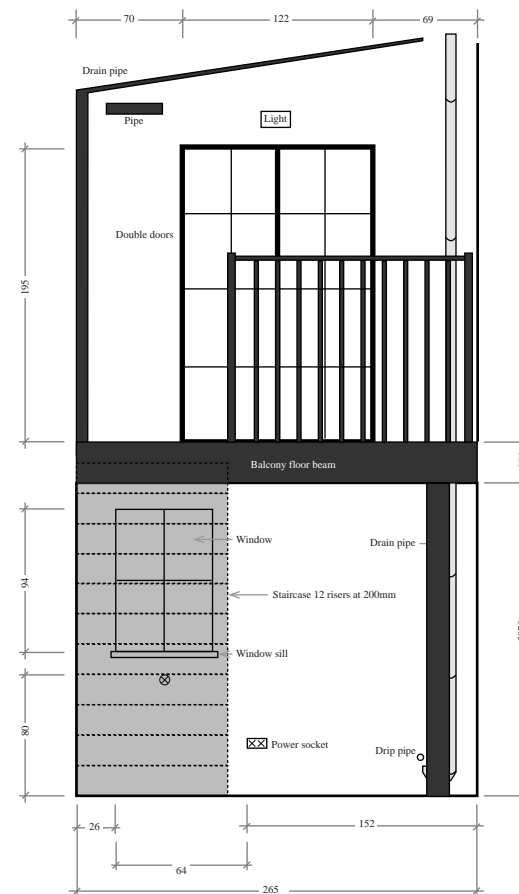 70
122
69
Drain pipe
Pipe
Light
Double doors
195
Balcony floor beam
Window
Drain pipe
94
Staircase 12 risers at 200mm
Window sill
80
Power socket
Drip pipe
26
152
64
265